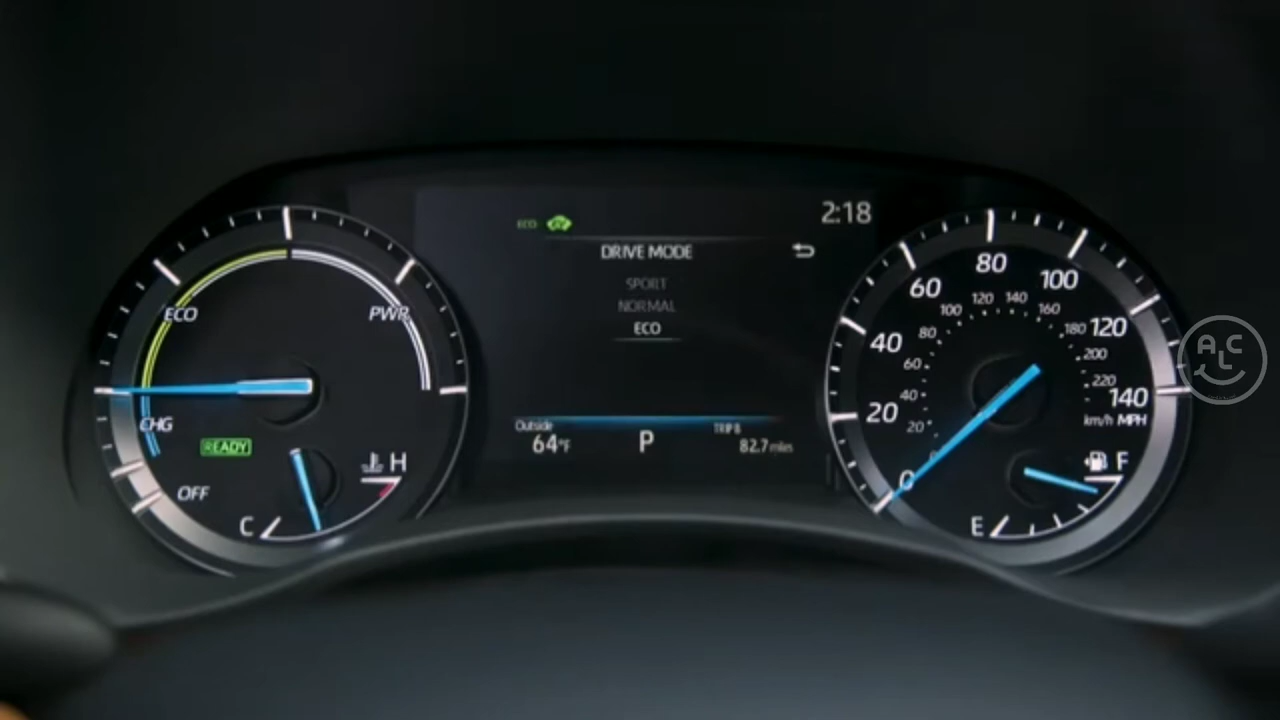 ECO
2:18
DRIVE MODE
SPORT
NORMAL
ECO
Outside
64°F
P
TRIP B
82.7 miles
ECO
PWR
CHG
READY
OFF
C
H
0
20
40
60
80
100
120
140
km/h MPH
0
20
40
60
80
100
120
140
160
180
200
220
E
F
ALC